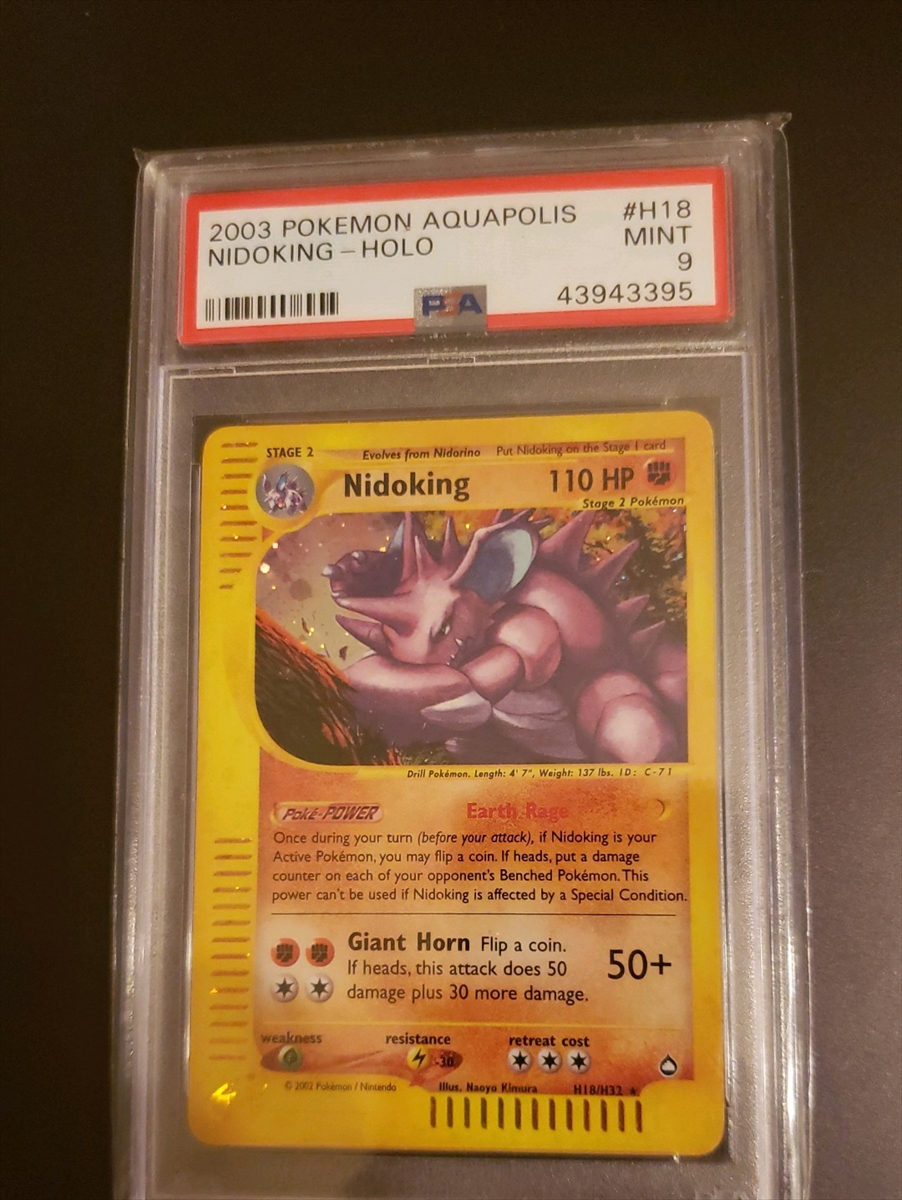 2003 POKEMON AQUAPOLIS #H18
NIDOKING - HOLO MINT
9
PSA 43943395
STAGE 2 Evolves from Nidorino Put Nidoking on the Stage 1 card
Nidoking 110 HP
Stage 2 Pokémon
Drill Pokémon. Length: 4' 7", Weight: 137 lbs. ID: C-71
Poké-POWER Earth Rage
Once during your turn (before your attack), if Nidoking is your
Active Pokémon, you may flip a coin. If heads, put a damage
counter on each of your opponent's Benched Pokémon. This
power can't be used if Nidoking is affected by a Special Condition.
Giant Horn Flip a coin.
If heads, this attack does 50 50+
damage plus 30 more damage.
weakness resistance retreat cost
-30
© 2002 Pokémon / Nintendo Illus. Naoyo Kimura H18/H32 ★